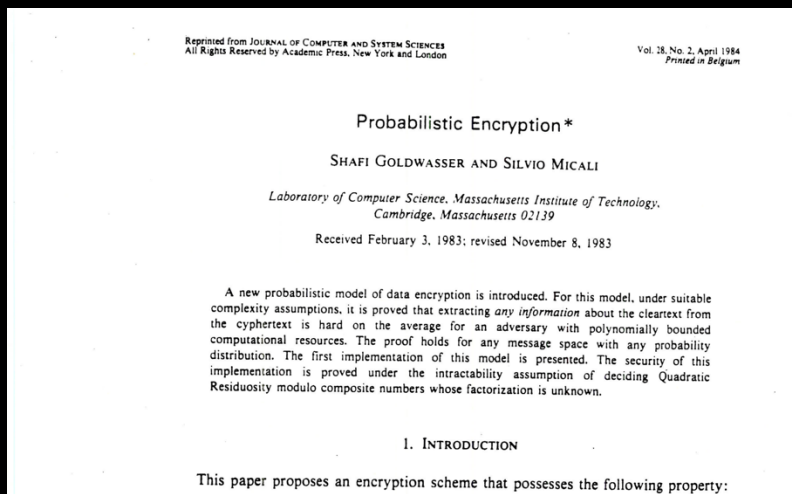 Reprinted from JOURNAL OF COMPUTER AND SYSTEM SCIENCES
All Rights Reserved by Academic Press, New York and London
Vol. 28, No. 2, April 1984
Printed in Belgium
Probabilistic Encryption*
SHAFI GOLDWASSER AND SILVIO MICALI
Laboratory of Computer Science, Massachusetts Institute of Technology,
Cambridge, Massachusetts 02139
Received February 3, 1983; revised November 8, 1983
A new probabilistic model of data encryption is introduced. For this model, under suitable
complexity assumptions, it is proved that extracting any information about the cleartext from
the cyphertext is hard on the average for an adversary with polynomially bounded
computational resources. The proof holds for any message space with any probability
distribution. The first implementation of this model is presented. The security of this
implementation is proved under the intractability assumption of deciding Quadratic
Residuosity modulo composite numbers whose factorization is unknown.
1. INTRODUCTION
This paper proposes an encryption scheme that possesses the following property: